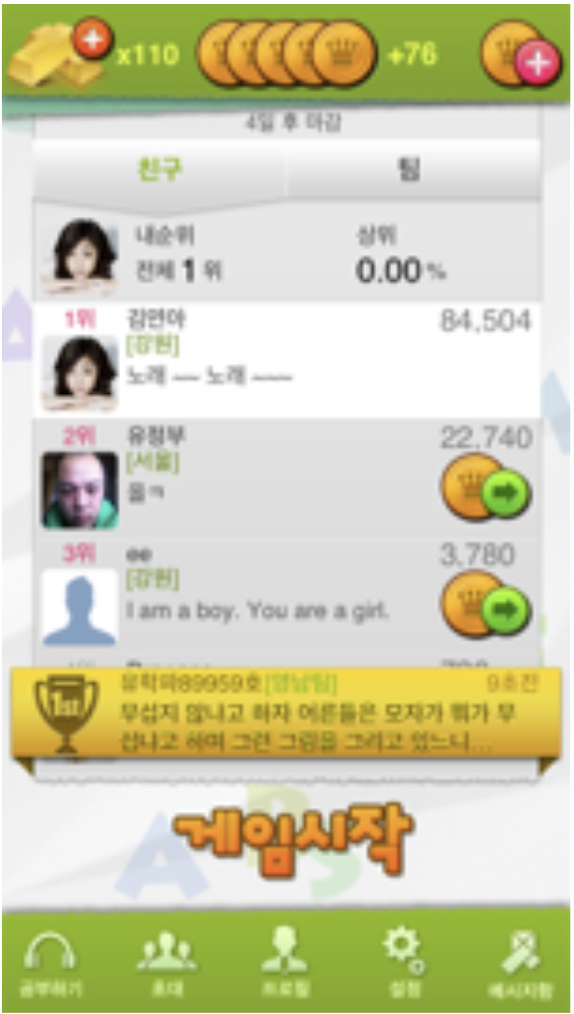 x110
+76
4일 후 마감
친구
팀
내순위
상위
전체 1 위
0.00 %
1위
김연아
84,504
[강원]
노래 ~~ 노래 ~~~
2위
유정부
22,740
[서울]
올ㅋ
3위
ee
3,780
[강원]
I am a boy. You are a girl.
1st
유학파89959호[영남팀]
9초전
무섭지 않냐고 하자 어른들은 모자가 뭐가 무
섭냐고 하며 그런 그림을 그리고 있느니...
게임시작
공부하기
초대
프로필
설정
메시지함